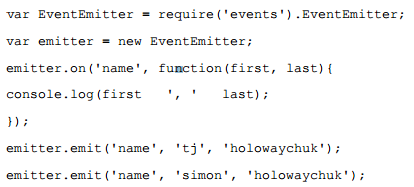 var EventEmitter = require('events').EventEmitter;
var emitter = new EventEmitter;
emitter.on('name', function(first, last){
console.log(first   ', '   last);
});
emitter.emit('name', 'tj', 'holowaychuk');
emitter.emit('name', 'simon', 'holowaychuk');